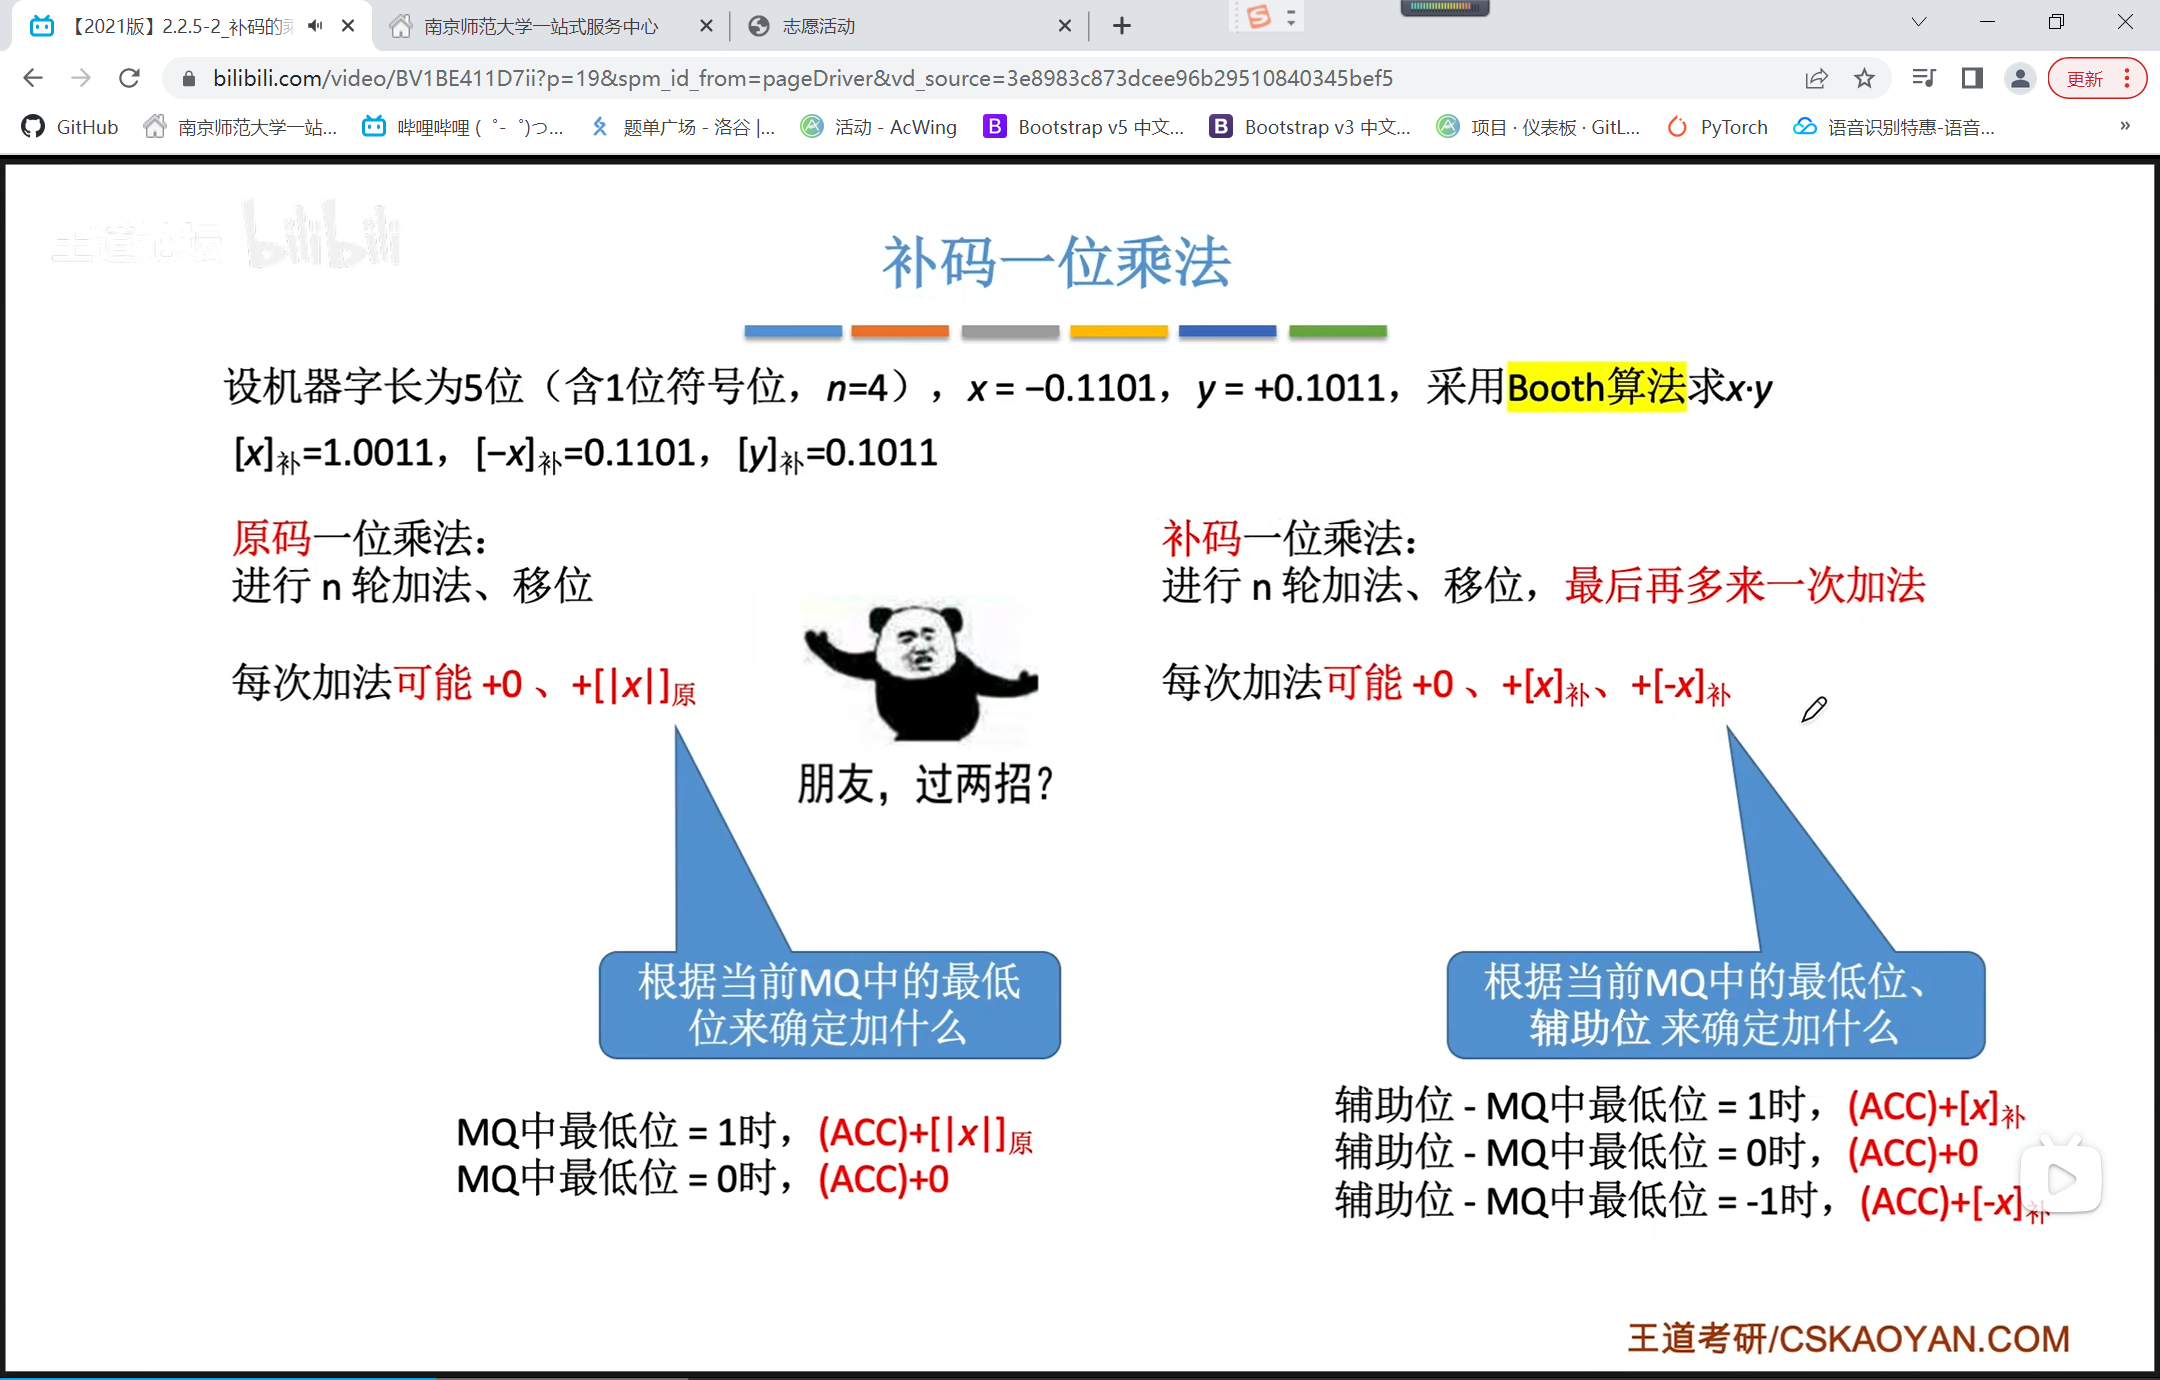 【2021版】2.2.5-2_补码的乘
南京师范大学一站式服务中心
志愿活动
bilibili.com/video/BV1BE411D7ii?p=19&spm_id_from=pageDriver&vd_source=3e8983c873dcee96b29510840345bef5
更新
GitHub
南京师范大学一站...
哔哩哔哩 ( ゜- ゜)つ...
题单广场 - 洛谷 |...
活动 - AcWing
Bootstrap v5 中文...
Bootstrap v3 中文...
项目 · 仪表板 · GitL...
PyTorch
语音识别特惠-语音...
»
王道论坛 bilibili
补码一位乘法
设机器字长为5位（含1位符号位，n=4），x = −0.1101，y = +0.1011，采用Booth算法求x·y
[x]补=1.0011，[−x]补=0.1101，[y]补=0.1011
原码一位乘法：
进行 n 轮加法、移位
每次加法可能 +0 、+[|x|]原
朋友，过两招？
根据当前MQ中的最低
位来确定加什么
MQ中最低位 = 1时，(ACC)+[|x|]原
MQ中最低位 = 0时，(ACC)+0
补码一位乘法：
进行 n 轮加法、移位，最后再多来一次加法
每次加法可能 +0 、+[x]补、+[-x]补
根据当前MQ中的最低位、
辅助位 来确定加什么
辅助位 - MQ中最低位 = 1时，(ACC)+[x]补
辅助位 - MQ中最低位 = 0时，(ACC)+0
辅助位 - MQ中最低位 = -1时，(ACC)+[-x]补
王道考研/CSKAOYAN.COM